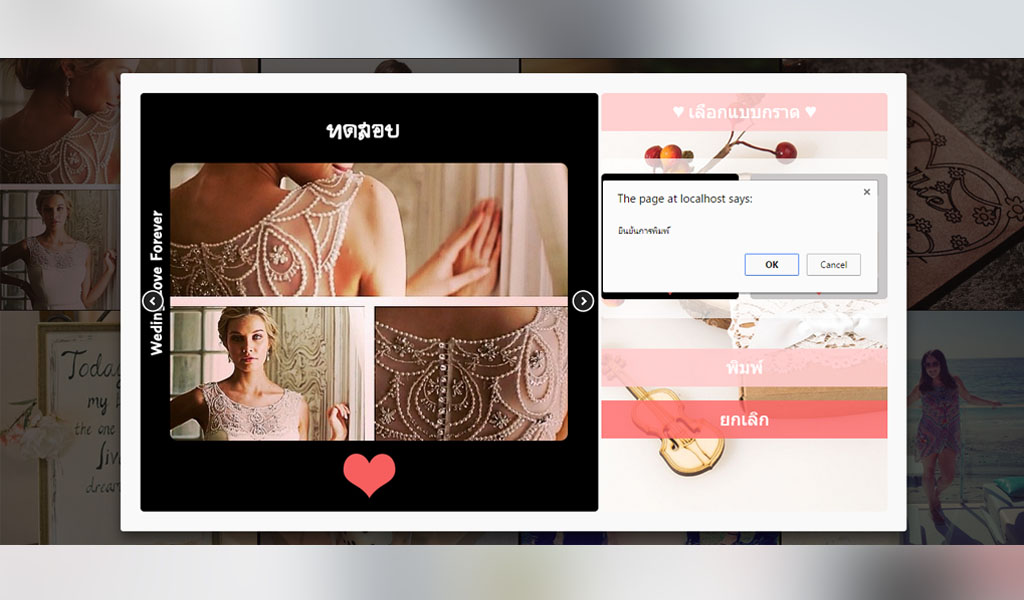 ทดสอบ
Weding Love Forever
♥ เลือกแบบกราด ♥
The page at localhost says:
ยืนยันการพิมพ์
OK
Cancel
พิมพ์
ยกเลิก
Today
my
the one
live
dream